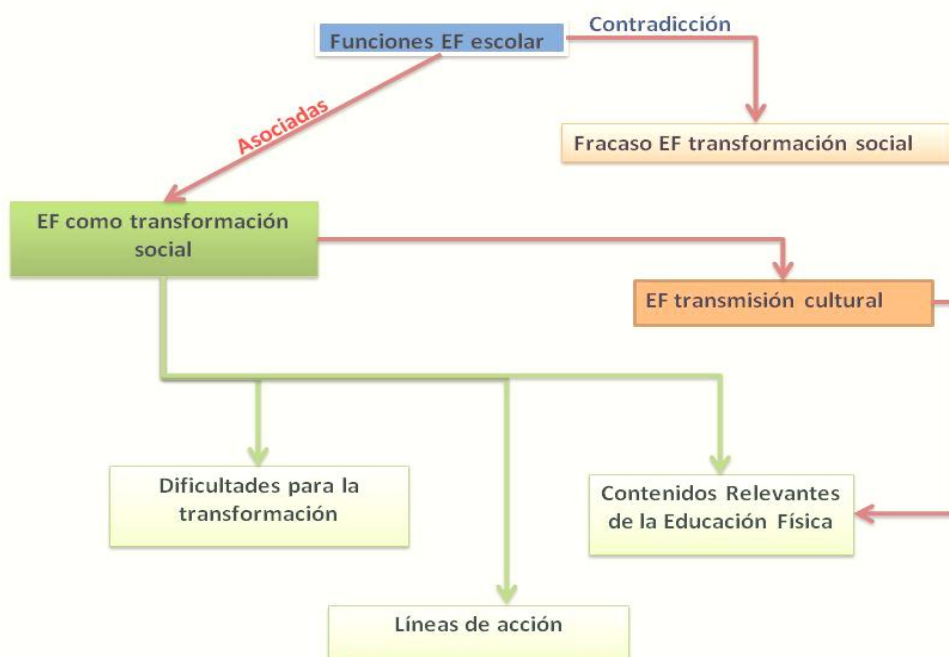 Funciones EF escolar
Contradicción
Asociadas
Fracaso EF transformación social
EF como transformación
social
EF transmisión cultural
Dificultades para la
transformación
Contenidos Relevantes
de la Educación Física
Líneas de acción